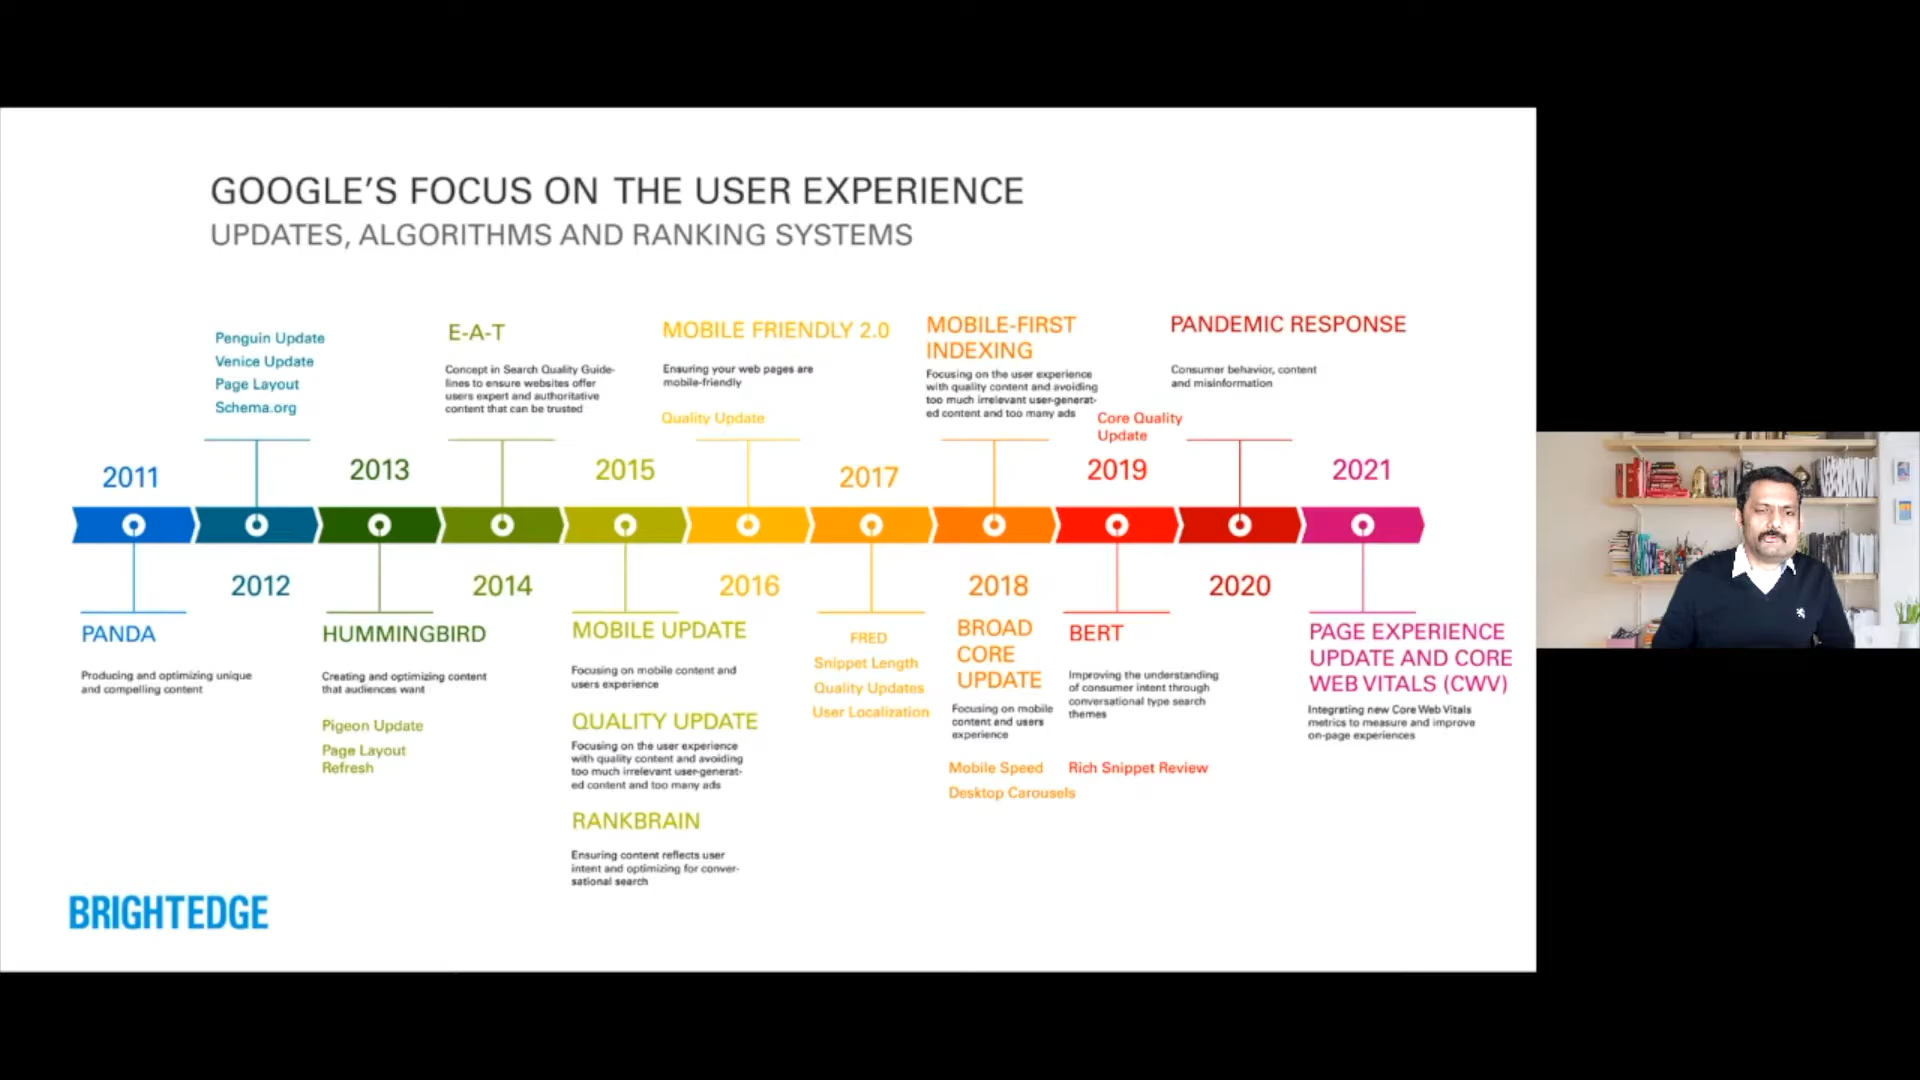 GOOGLE'S FOCUS ON THE USER EXPERIENCE
UPDATES, ALGORITHMS AND RANKING SYSTEMS
Penguin Update
Venice Update
Page Layout
Schema.org
E-A-T
Concept in Search Quality Guide-
lines to ensure websites offer
users expert and authoritative
content that can be trusted
MOBILE FRIENDLY 2.0
Ensuring your web pages are
mobile-friendly
Quality Update
MOBILE-FIRST
INDEXING
Focusing on the user experience
with quality content and avoiding
too much irrelevant user-generat-
ed content and too many ads
Core Quality
Update
PANDEMIC RESPONSE
Consumer behavior, content
and misinformation
2011
2013
2015
2017
2019
2021
2012
2014
2016
2018
2020
PANDA
Producing and optimizing unique
and compelling content
HUMMINGBIRD
Creating and optimizing content
that audiences want
Pigeon Update
Page Layout
Refresh
MOBILE UPDATE
Focusing on mobile content and
users experience
QUALITY UPDATE
Focusing on the user experience
with quality content and avoiding
too much irrelevant user-generat-
ed content and too many ads
RANKBRAIN
Ensuring content reflects user
intent and optimizing for conver-
sational search
FRED
Snippet Length
Quality Updates
User Localization
BROAD
CORE
UPDATE
Focusing on mobile
content and users
experience
Mobile Speed
Desktop Carousels
BERT
Improving the understanding
of consumer intent through
conversational type search
themes
Rich Snippet Review
PAGE EXPERIENCE
UPDATE AND CORE
WEB VITALS (CWV)
Integrating new Core Web Vitals
metrics to measure and improve
on-page experiences
BRIGHTEDGE